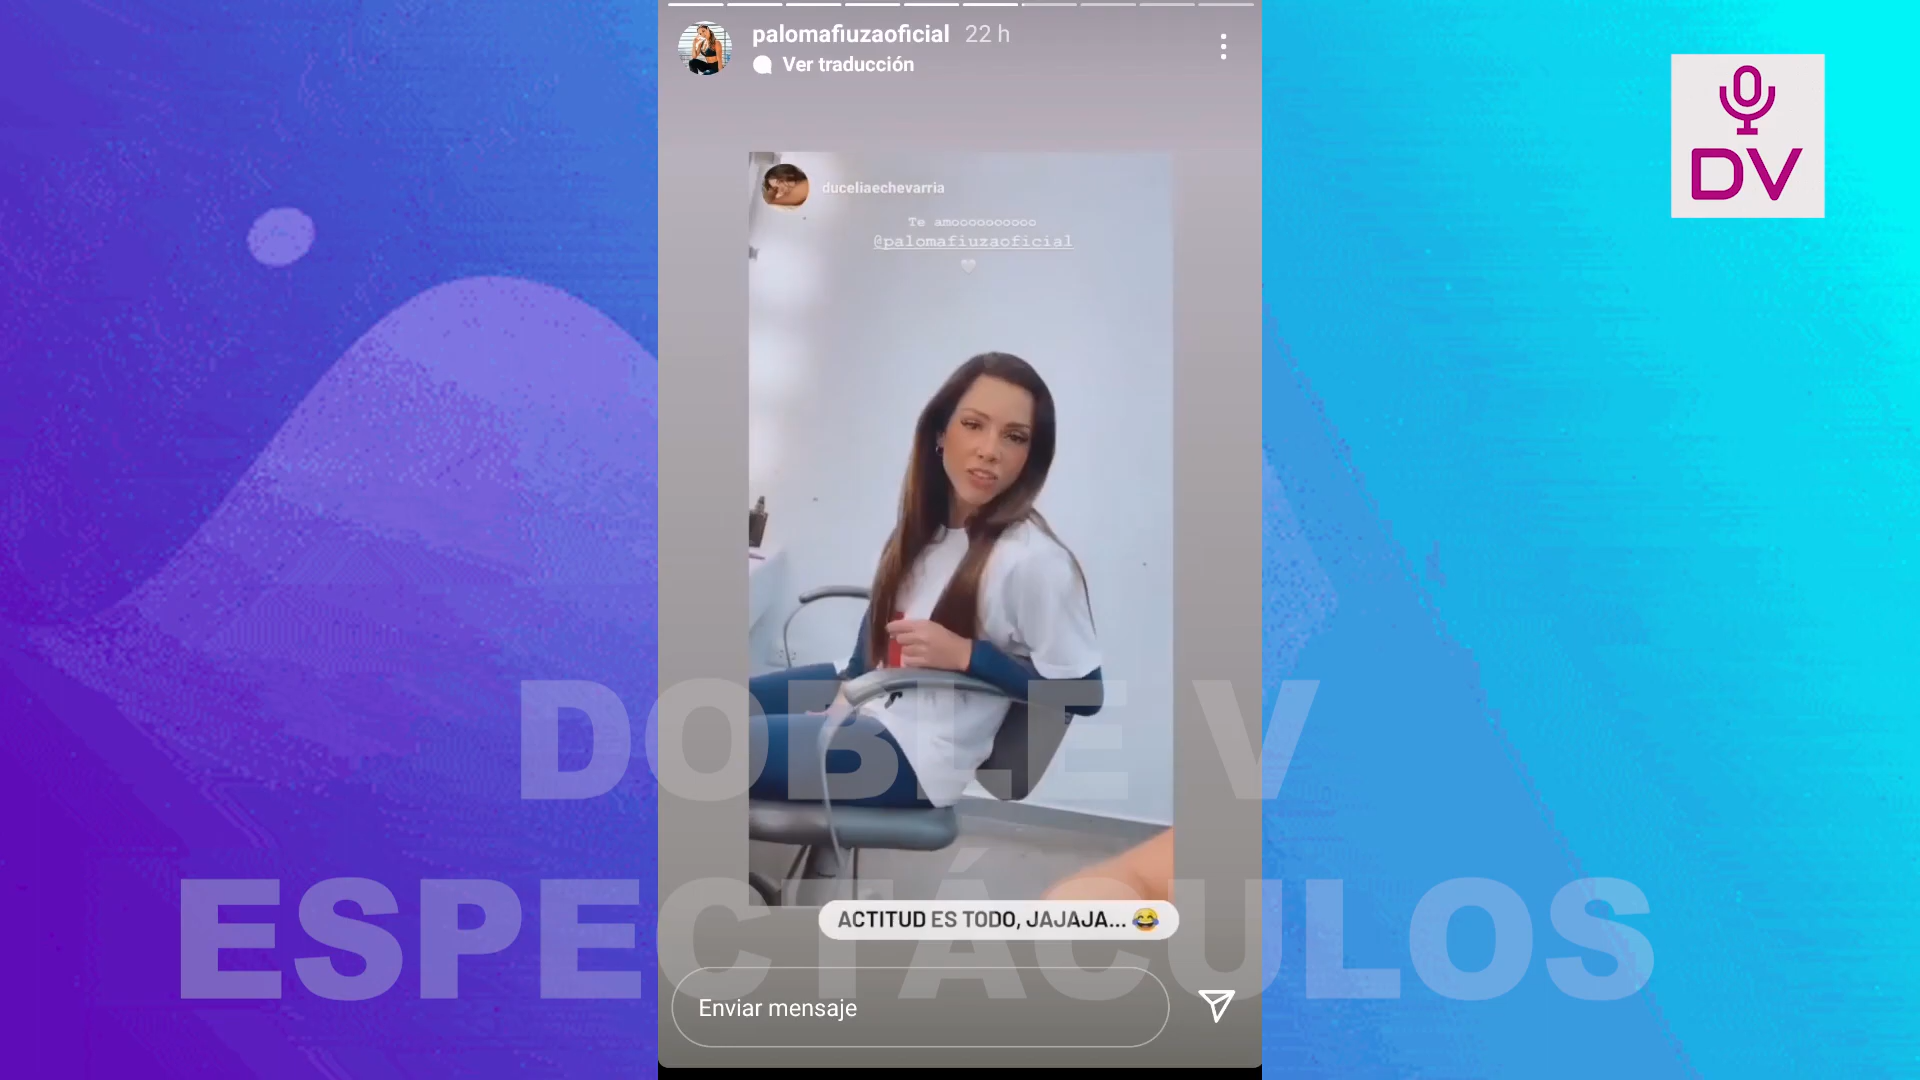 palomafiuzaoficial 22 h
Ver traducción
DV
duceliaechevarria
Te amoooooooooo
@palomafiuzaoficial
DOBLE V
ESPECTÁCULOS
ACTITUD ES TODO, JAJAJA... 😂
Enviar mensaje